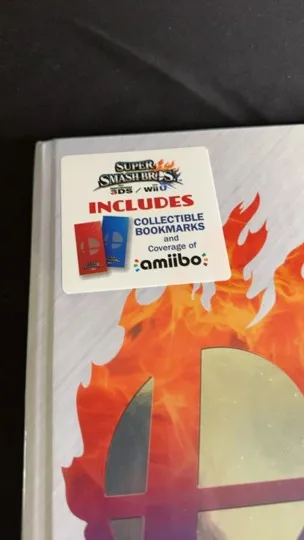 SUPER
SMASH BROS.
3DS / Wii U
INCLUDES
COLLECTIBLE
BOOKMARKS
and
Coverage of
amiibo